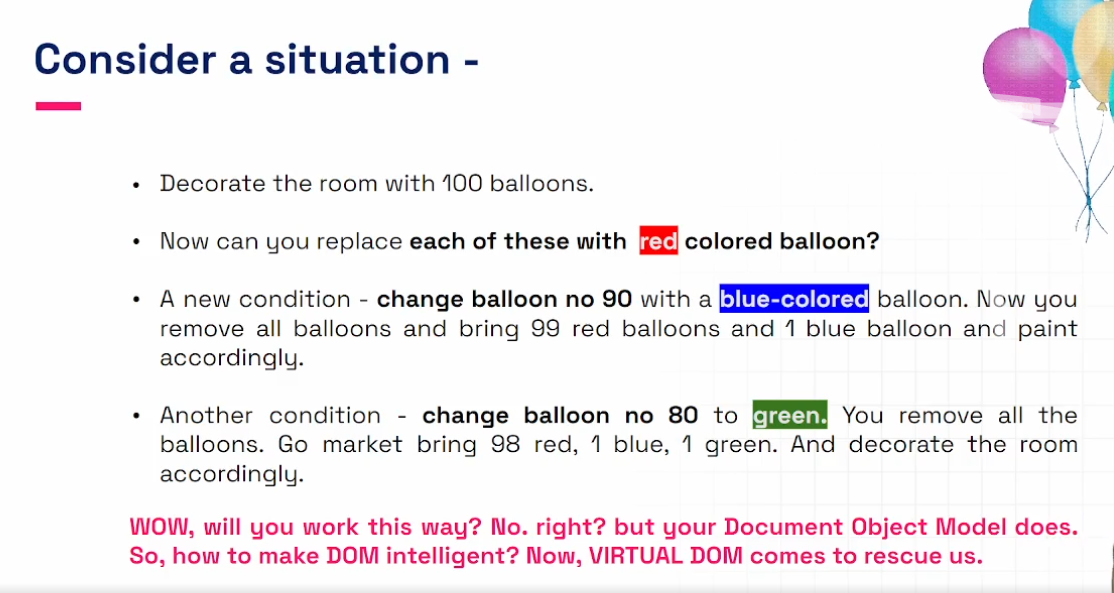 Consider a situation -
• Decorate the room with 100 balloons.
• Now can you replace each of these with red colored balloon?
• A new condition - change balloon no 90 with a blue-colored balloon. Now you
remove all balloons and bring 99 red balloons and 1 blue balloon and paint
accordingly.
• Another condition - change balloon no 80 to green. You remove all the
balloons. Go market bring 98 red, 1 blue, 1 green. And decorate the room
accordingly.
WOW, will you work this way? No. right? but your Document Object Model does.
So, how to make DOM intelligent? Now, VIRTUAL DOM comes to rescue us.